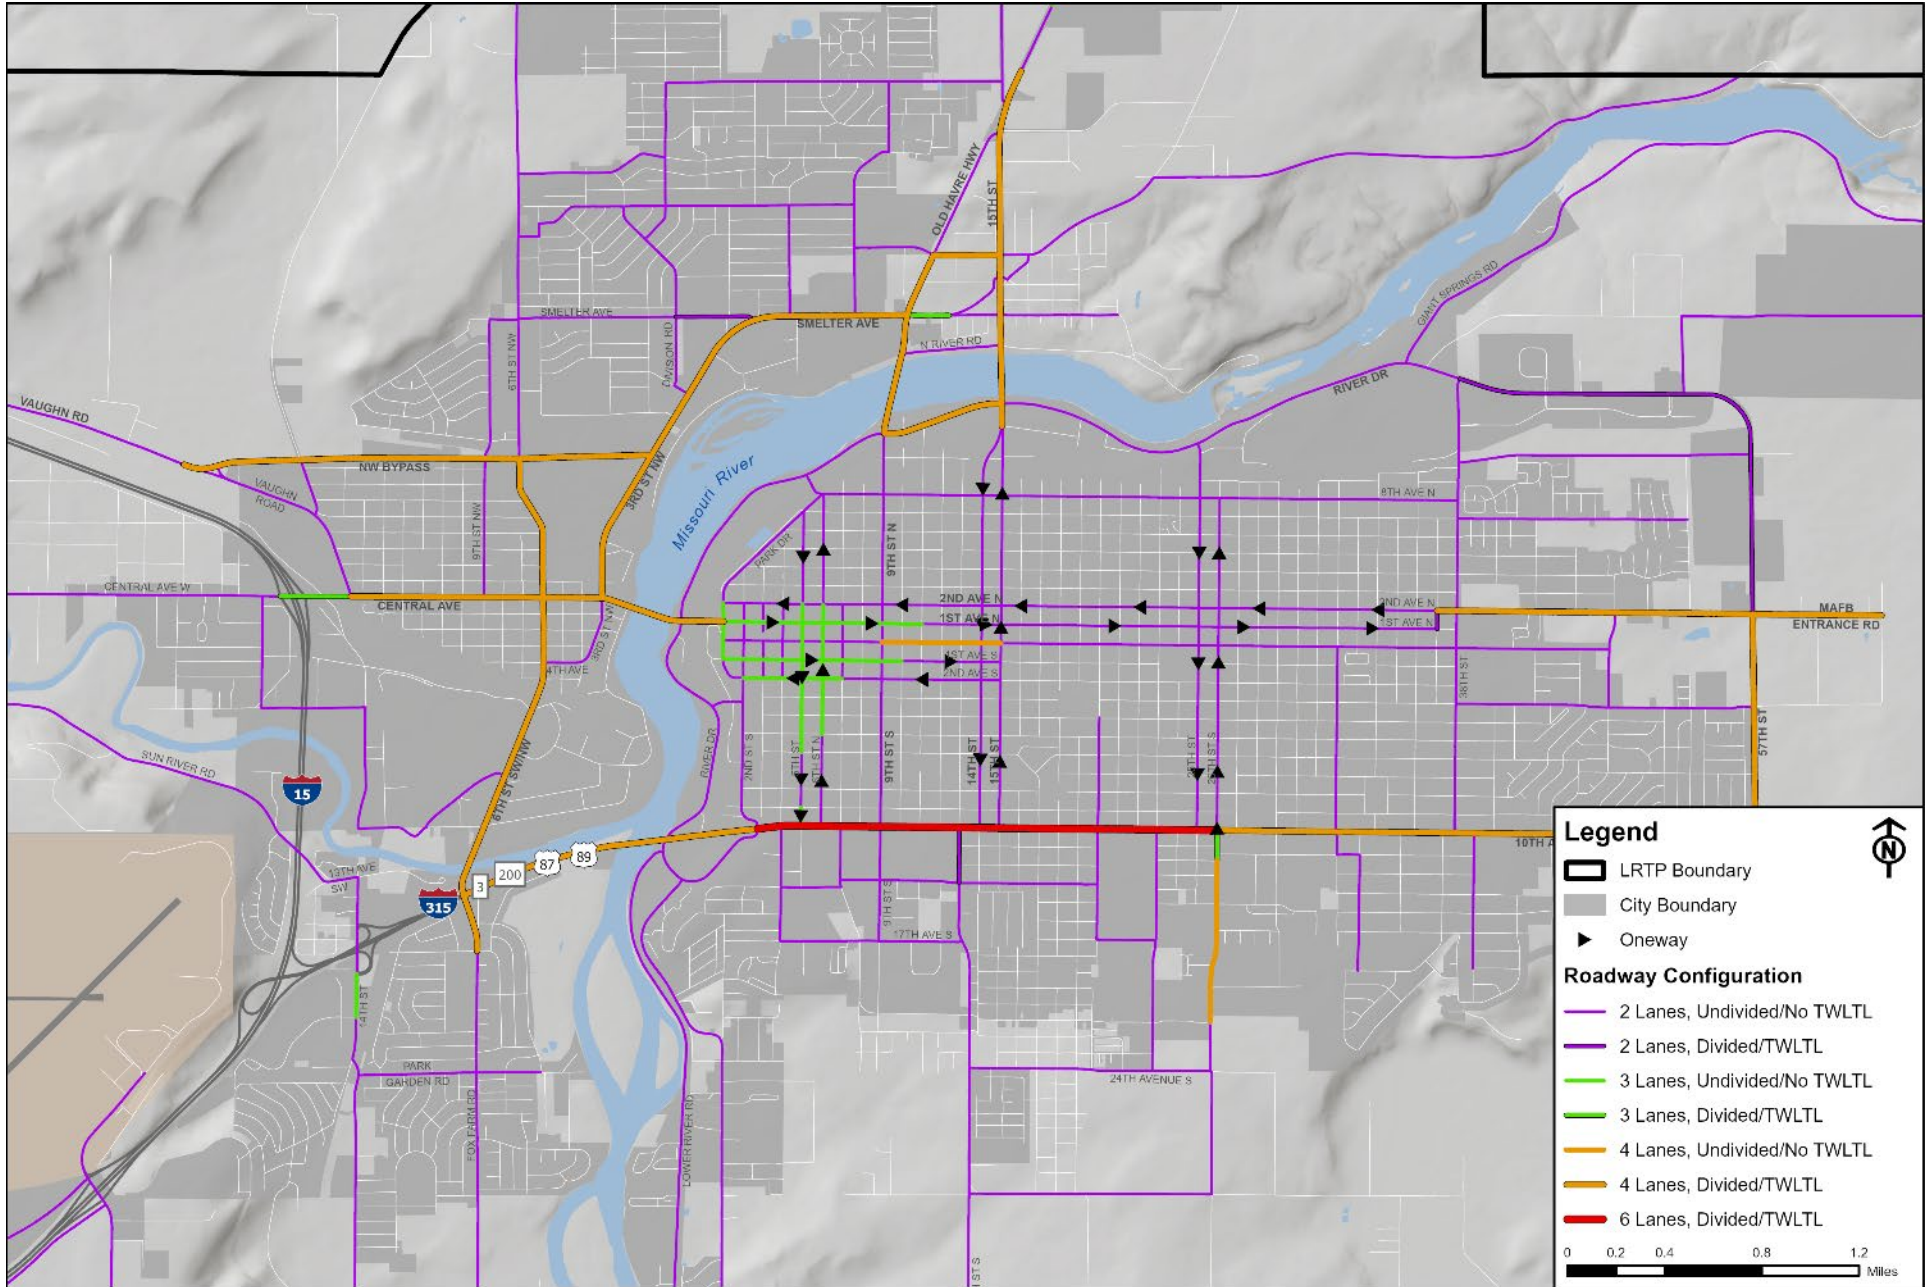 OLD HAVRE HWY
15TH ST
GIANT SPRINGS RD
SMELTER AVE
SMELTER AVE
N RIVER RD
DIVISION RD
6TH ST NW
RIVER DR
VAUGHN RD
NW BYPASS
VAUGHN
ROAD
3RD ST NW
Missouri River
8TH AVE N
9TH ST NW
PARK DR
9TH ST N
CENTRAL AVE W
CENTRAL AVE
2ND AVE N
2ND AVE N
1ST AVE N
1ST AVE N
MAFB
ENTRANCE RD
3RD ST NW
4TH AVE
1ST AVE S
2ND AVE S
38TH ST
SUN RIVER RD
6TH ST SW/NW
RIVER DR
2ND ST S
9TH ST S
14TH ST
15TH ST
57TH ST
15
87
89
200
3
315
10TH A
13TH AVE
SW
9TH ST S
17TH AVE S
14TH ST
PARK
GARDEN RD
FOX FARM RD
LOWER RIVER RD
24TH AVENUE S
ST S
Legend
N
LRTP Boundary
City Boundary
Oneway
Roadway Configuration
2 Lanes, Undivided/No TWLTL
2 Lanes, Divided/TWLTL
3 Lanes, Undivided/No TWLTL
3 Lanes, Divided/TWLTL
4 Lanes, Undivided/No TWLTL
4 Lanes, Divided/TWLTL
6 Lanes, Divided/TWLTL
0 0.2 0.4 0.8 1.2
Miles